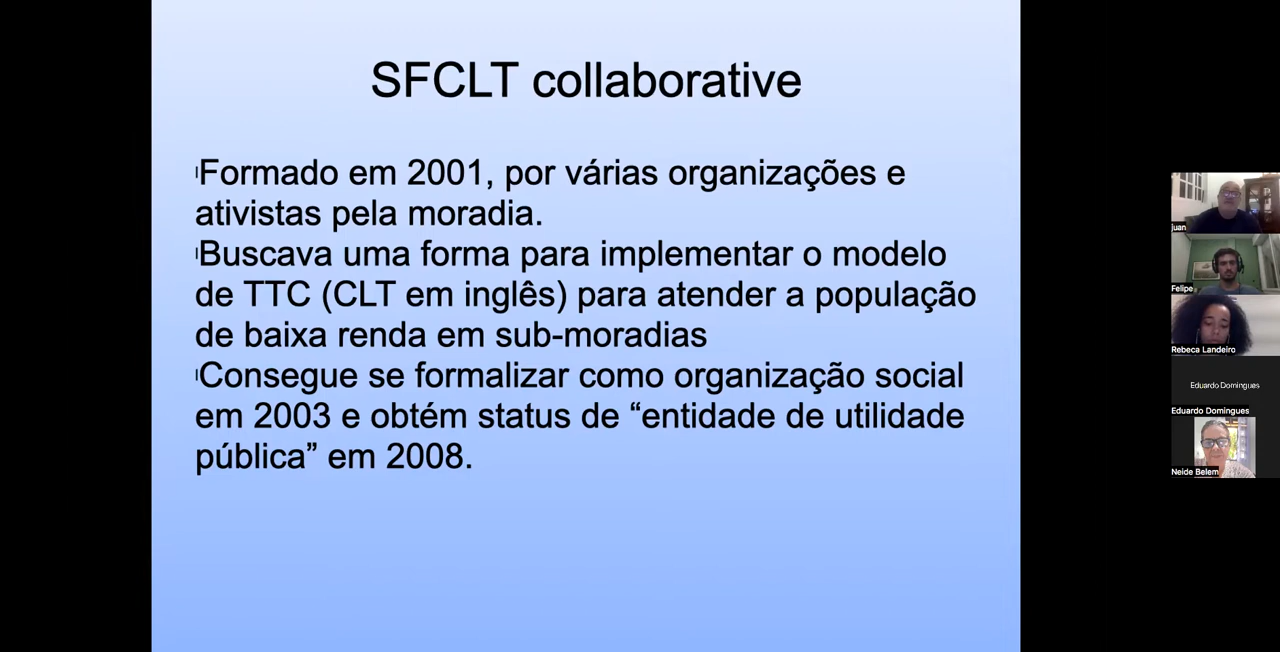 SFCLT collaborative
Formado em 2001, por várias organizações e
ativistas pela moradia.
Buscava uma forma para implementar o modelo
de TTC (CLT em inglês) para atender a população
de baixa renda em sub-moradias
Consegue se formalizar como organização social
em 2003 e obtém status de “entidade de utilidade
pública” em 2008.
juan
Felipe
Rebeca Landeiro
Eduardo Domingues
Eduardo Domingues
Neide Belem